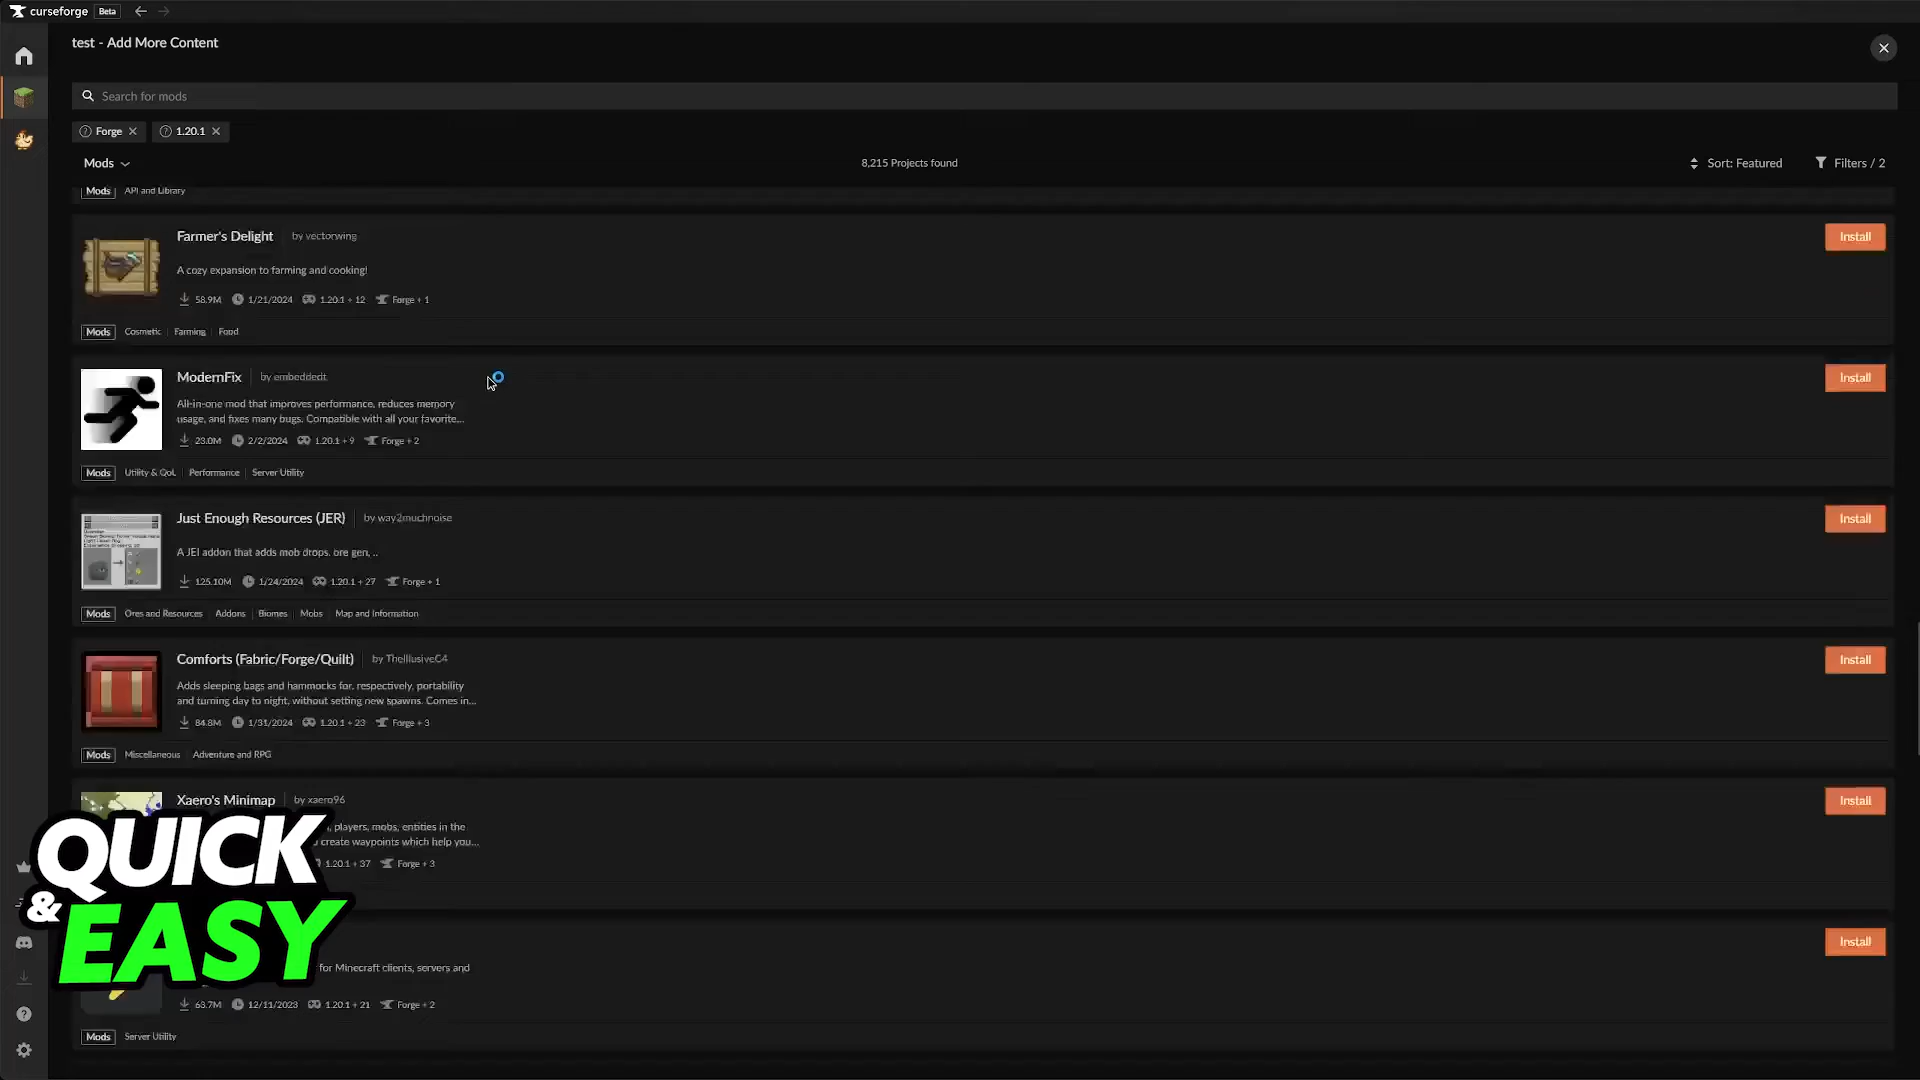 curseforge Beta
test - Add More Content
Search for mods
Forge 1.20.1
Mods 8,215 Projects found Sort: Featured Filters / 2
Mods API and Library
Farmer's Delight by vectorwing Install
A cozy expansion to farming and cooking!
58.9M 1/21/2024 1.20.1 + 12 Forge + 1
Mods Cosmetic Farming Food
ModernFix by embeddedt Install
All-in-one mod that improves performance, reduces memory
usage, and fixes many bugs. Compatible with all your favorite...
23.0M 2/2/2024 1.20.1 + 9 Forge + 2
Mods Utility & QoL Performance Server Utility
Just Enough Resources (JER) by way2muchnoise Install
A JEI addon that adds mob drops, ore gen, ..
125.10M 1/24/2024 1.20.1 + 27 Forge + 1
Mods Ores and Resources Addons Biomes Mobs Map and Information
Comforts (Fabric/Forge/Quilt) by TheIllusiveC4 Install
Adds sleeping bags and hammocks for, respectively, portability
and turning day to night, without setting new spawns. Comes in...
84.8M 1/31/2024 1.20.1 + 23 Forge + 3
Mods Miscellaneous Adventure and RPG
Xaero's Minimap by xaero96 Install
players, mobs, entities in the
create waypoints which help you...
1.20.1 + 37 Forge + 3
QUICK
& EASY
Install
for Minecraft clients, servers and
63.7M 12/11/2023 1.20.1 + 21 Forge + 2
Mods Server Utility